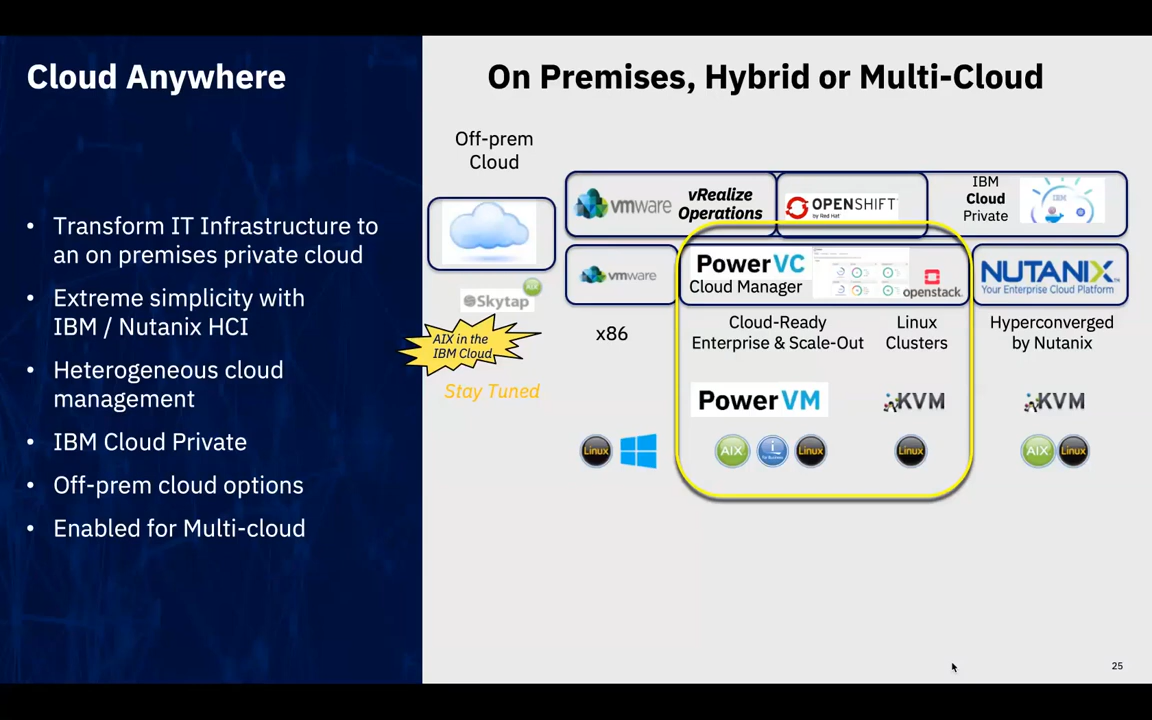 Cloud Anywhere
• Transform IT Infrastructure to
an on premises private cloud
• Extreme simplicity with
IBM / Nutanix HCI
• Heterogeneous cloud
management
• IBM Cloud Private
• Off-prem cloud options
• Enabled for Multi-cloud
On Premises, Hybrid or Multi-Cloud
Off-prem
Cloud
Skytap
AIX
AIX in the
IBM Cloud
Stay Tuned
vmware
vRealize
Operations
OPENSHIFT
by Red Hat
IBM
Cloud
Private
IBM
vmware
x86
PowerVC
Cloud Manager
openstack.
NUTANIX
Your Enterprise Cloud Platform
Cloud-Ready
Enterprise & Scale-Out
Linux
Clusters
Hyperconverged
by Nutanix
PowerVM
KVM
KVM
Linux
AIX
i
for Business
Linux
Linux
AIX
Linux
25